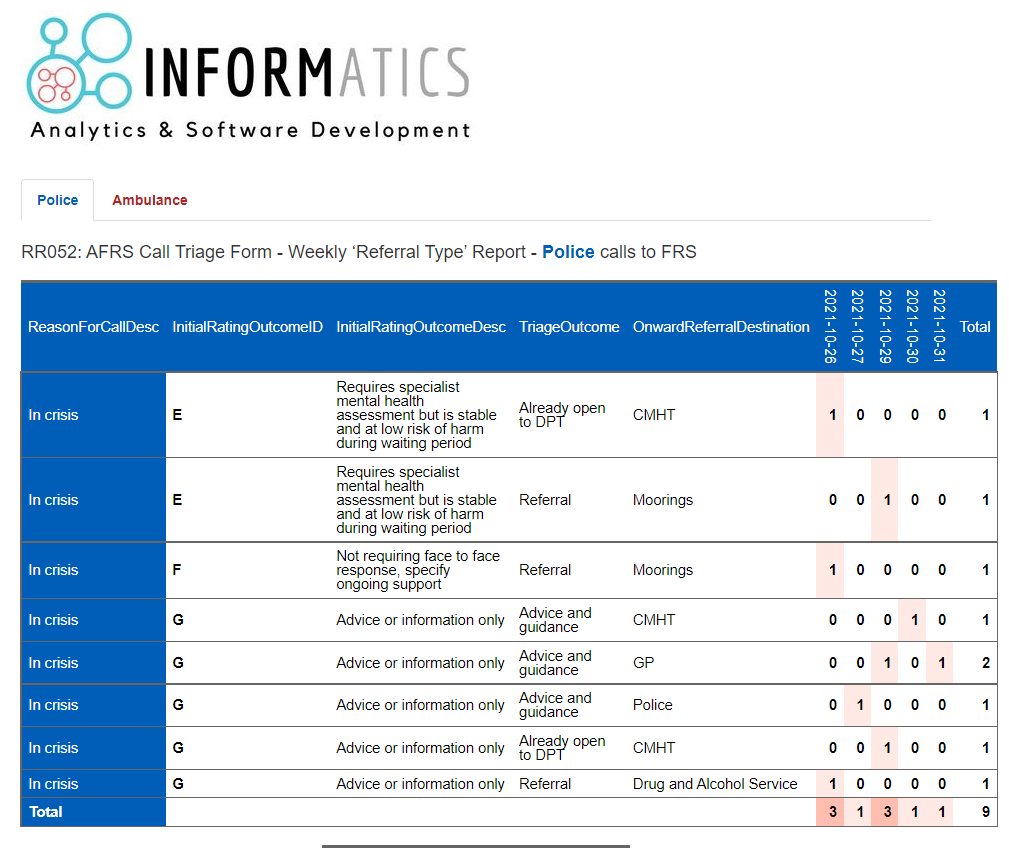 INFORMATICS
Analytics & Software Development
Police Ambulance
RR052: AFRS Call Triage Form - Weekly ‘Referral Type’ Report - Police calls to FRS
ReasonForCallDesc InitialRatingOutcomeID InitialRatingOutcomeDesc TriageOutcome OnwardReferralDestination 2021-10-26 2021-10-27 2021-10-29 2021-10-30 2021-10-31 Total
In crisis E Requires specialist mental health assessment but is stable and at low risk of harm during waiting period Already open to DPT CMHT 1 0 0 0 0 1
In crisis E Requires specialist mental health assessment but is stable and at low risk of harm during waiting period Referral Moorings 0 0 1 0 0 1
In crisis F Not requiring face to face response, specify ongoing support Referral Moorings 1 0 0 0 0 1
In crisis G Advice or information only Advice and guidance CMHT 0 0 0 1 0 1
In crisis G Advice or information only Advice and guidance GP 0 0 1 0 1 2
In crisis G Advice or information only Advice and guidance Police 0 1 0 0 0 1
In crisis G Advice or information only Already open to DPT CMHT 0 0 1 0 0 1
In crisis G Advice or information only Referral Drug and Alcohol Service 1 0 0 0 0 1
Total 3 1 3 1 1 9